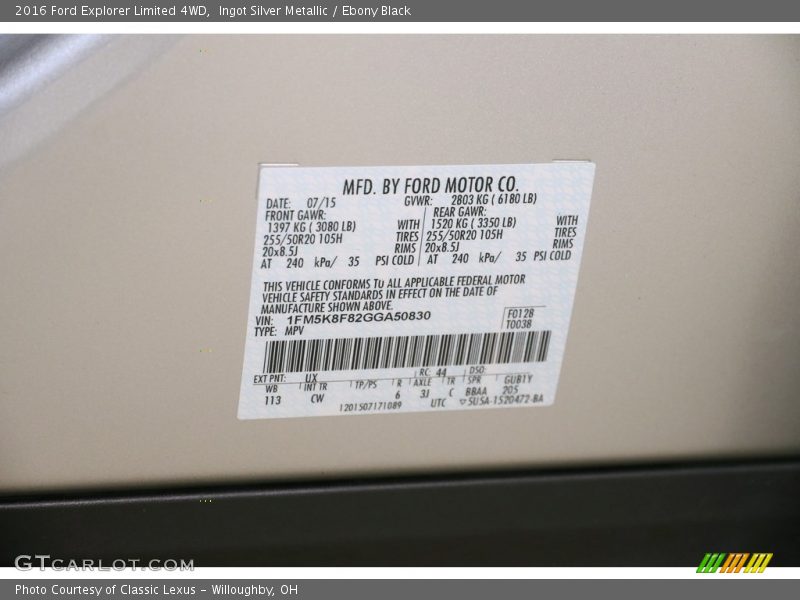 2016 Ford Explorer Limited 4WD, Ingot Silver Metallic / Ebony Black
MFD. BY FORD MOTOR CO.
DATE: 07/15 GVWR: 2803 KG ( 6180 LB)
FRONT GAWR: REAR GAWR:
1397 KG ( 3080 LB) WITH 1520 KG ( 3350 LB) WITH
255/50R20 105H TIRES 255/50R20 105H TIRES
20x8.5J RIMS 20x8.5J RIMS
AT 240 kPa/ 35 PSI COLD AT 240 kPa/ 35 PSI COLD
THIS VEHICLE CONFORMS TO ALL APPLICABLE FEDERAL MOTOR
VEHICLE SAFETY STANDARDS IN EFFECT ON THE DATE OF
MANUFACTURE SHOWN ABOVE.
VIN: 1FM5K8F82GGA50830 F0128
TYPE: MPV T0038
EXT PNT: UX RC: 44 DSO:
WB INT TR TP/PS R AXLE TR SPR GUB1Y
113 CW 6 3J C BBAA 205
1201507171089 UTC ▽5USA-1520472-BA
GTCARLOT.COM
Photo Courtesy of Classic Lexus - Willoughby, OH